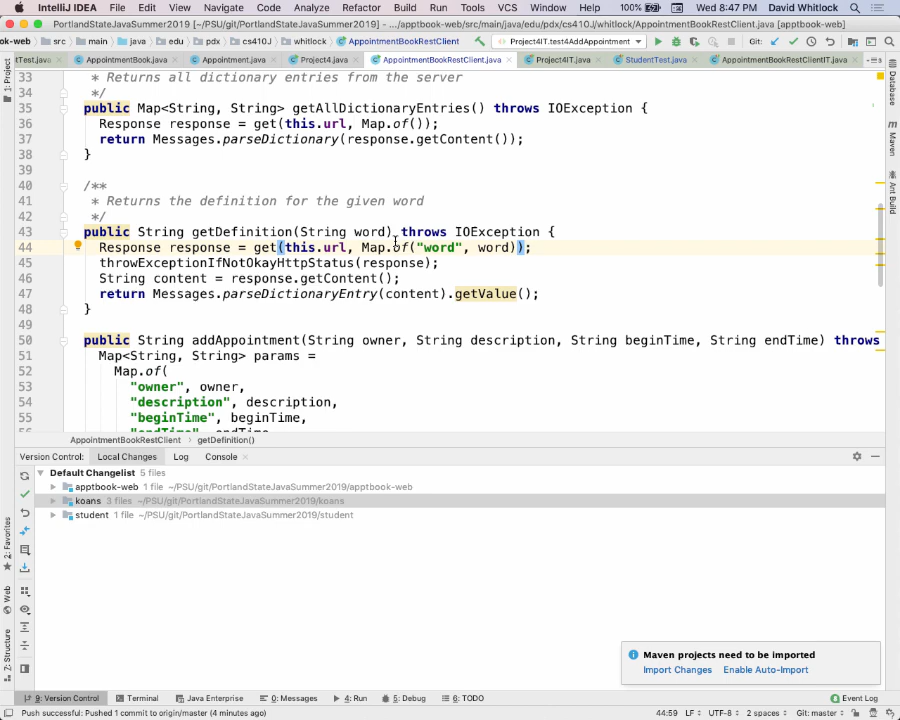 IntelliJ IDEA File Edit View Navigate Code Analyze Refactor Build Run Tools VCS Window Help 100% Wed 8:47 PM David Whitlock
PortlandStateJavaSummer2019 [~/PSU/git/PortlandStateJavaSummer2019] - .../apptbook-web/src/main/java/edu/pdx/cs410J/whitlock/AppointmentBookRestClient.java [apptbook-web]
ok-web src main java edu pdx cs410J whitlock AppointmentBookRestClient Project4IT.test4AddAppointment Git:
tTest.java AppointmentBook.java Appointment.java Project4.java AppointmentBookRestClient.java Project4IT.java StudentTest.java AppointmentBookRestClientIT.java
33 * Returns all dictionary entries from the server
34 */
35 public Map<String, String> getAllDictionaryEntries() throws IOException {
36 Response response = get(this.url, Map.of());
37 return Messages.parseDictionary(response.getContent());
38 }
39
40 /**
41 * Returns the definition for the given word
42 */
43 public String getDefinition(String word) throws IOException {
44 Response response = get(this.url, Map.of("word", word));
45 throwExceptionIfNotOkayHttpStatus(response);
46 String content = response.getContent();
47 return Messages.parseDictionaryEntry(content).getValue();
48 }
49
50 public String addAppointment(String owner, String description, String beginTime, String endTime) throws
51 Map<String, String> params =
52 Map.of(
53 "owner", owner,
54 "description", description,
55 "beginTime", beginTime,
AppointmentBookRestClient getDefinition()
Version Control: Local Changes Log Console
Default Changelist 5 files
apptbook-web 1 file ~/PSU/git/PortlandStateJavaSummer2019/apptbook-web
koans 3 files ~/PSU/git/PortlandStateJavaSummer2019/koans
student 1 file ~/PSU/git/PortlandStateJavaSummer2019/student
1: Project
2: Favorites
Web
7: Structure
Database
Maven
Ant Build
Maven projects need to be imported
Import Changes Enable Auto-Import
9: Version Control Terminal Java Enterprise 0: Messages 4: Run 5: Debug 6: TODO Event Log
Push successful: Pushed 1 commit to origin/master (4 minutes ago) 44:59 LF UTF-8 2 spaces Git: master